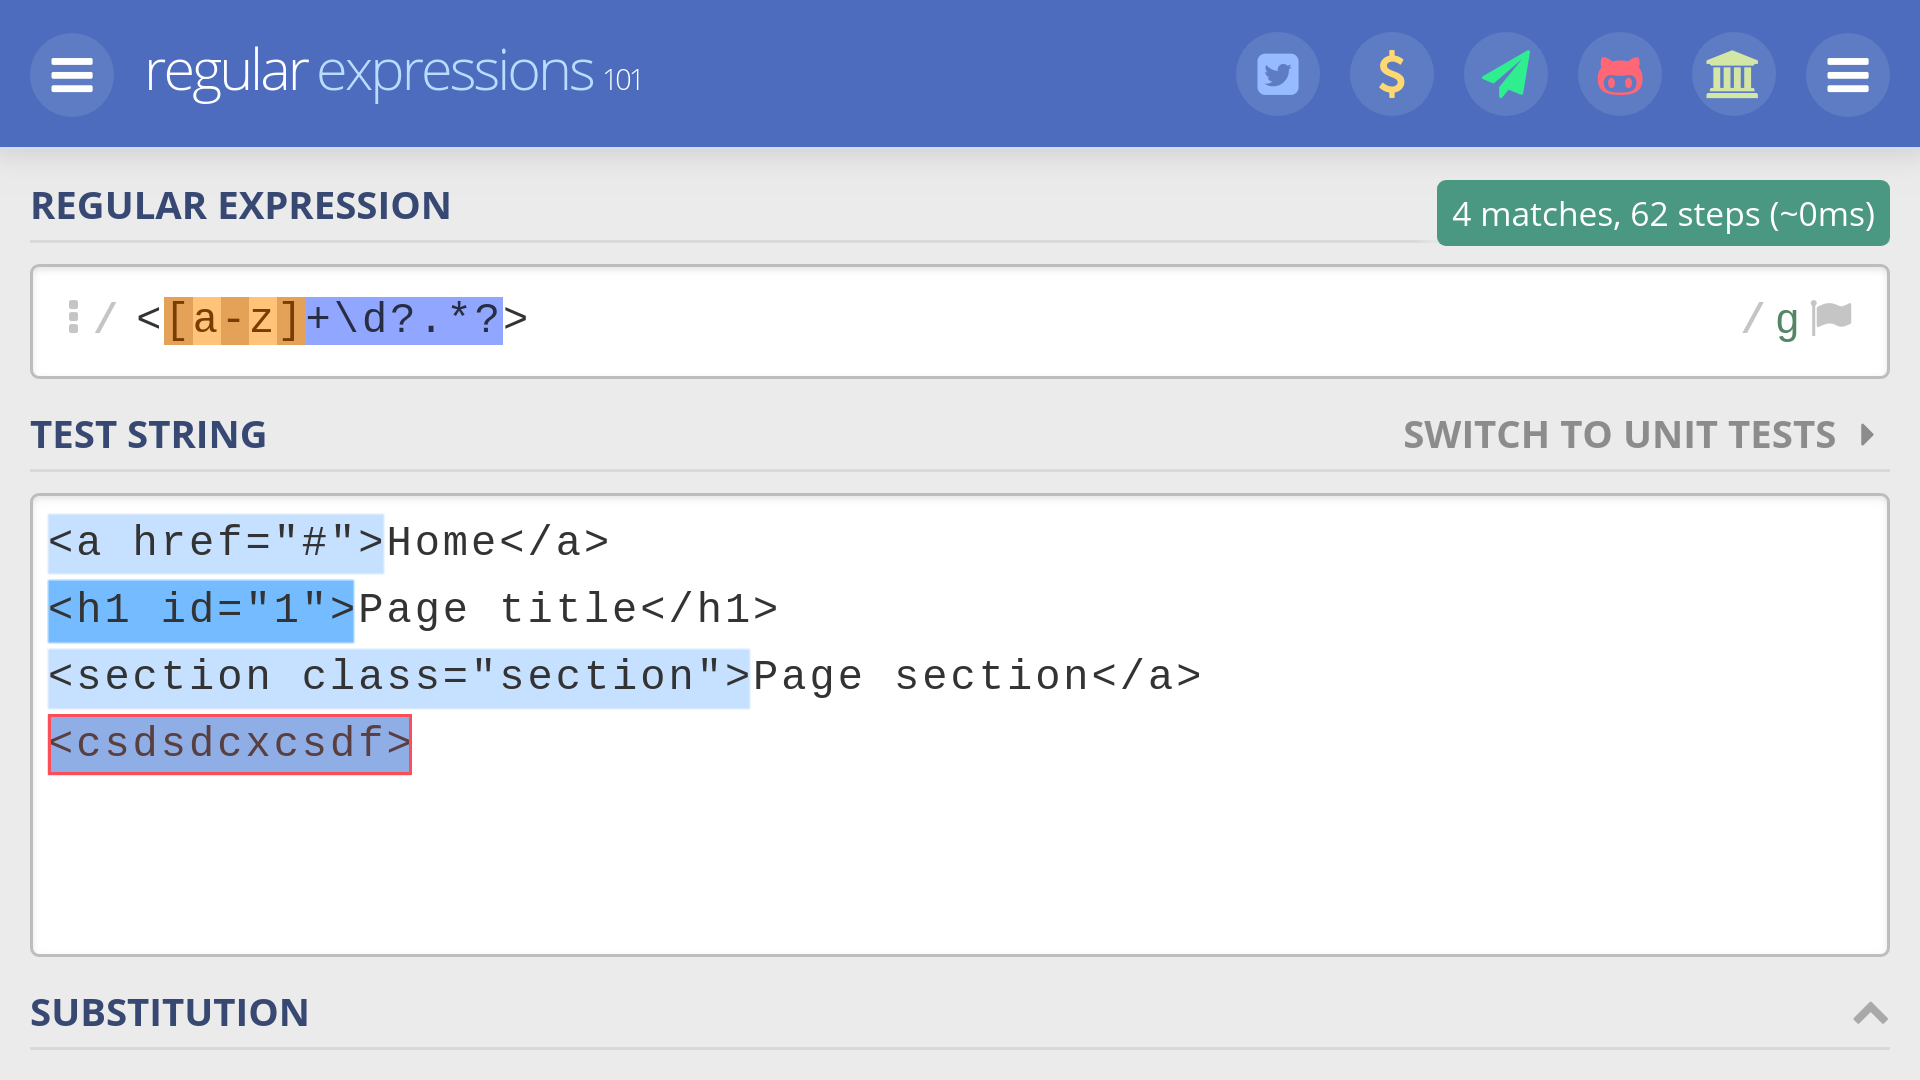 regular expressions 101
REGULAR EXPRESSION
4 matches, 62 steps (~0ms)
/ <[a-z]+\d?.*?> / g
TEST STRING
SWITCH TO UNIT TESTS
<a href="#">Home</a>
<h1 id="1">Page title</h1>
<section class="section">Page section</a>
<csdsdcxcsdf>
SUBSTITUTION